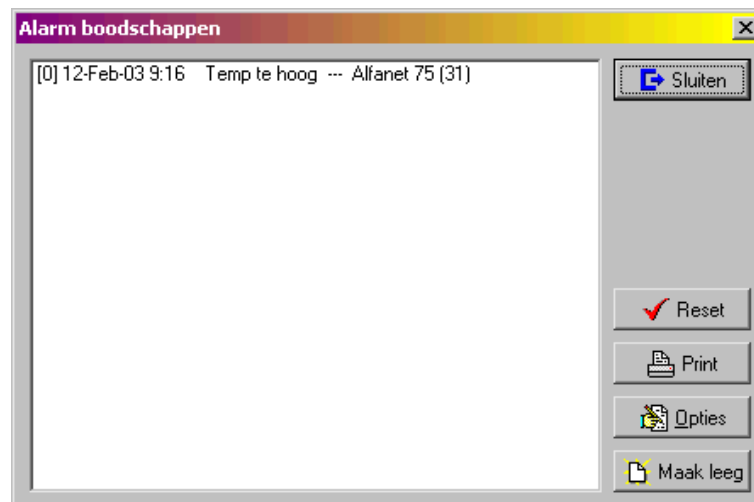 Alarm boodschappen
[0] 12-Feb-03 9:16 Temp te hoog --- Alfanet 75 (31)
Sluiten
Reset
Print
Opties
Maak leeg